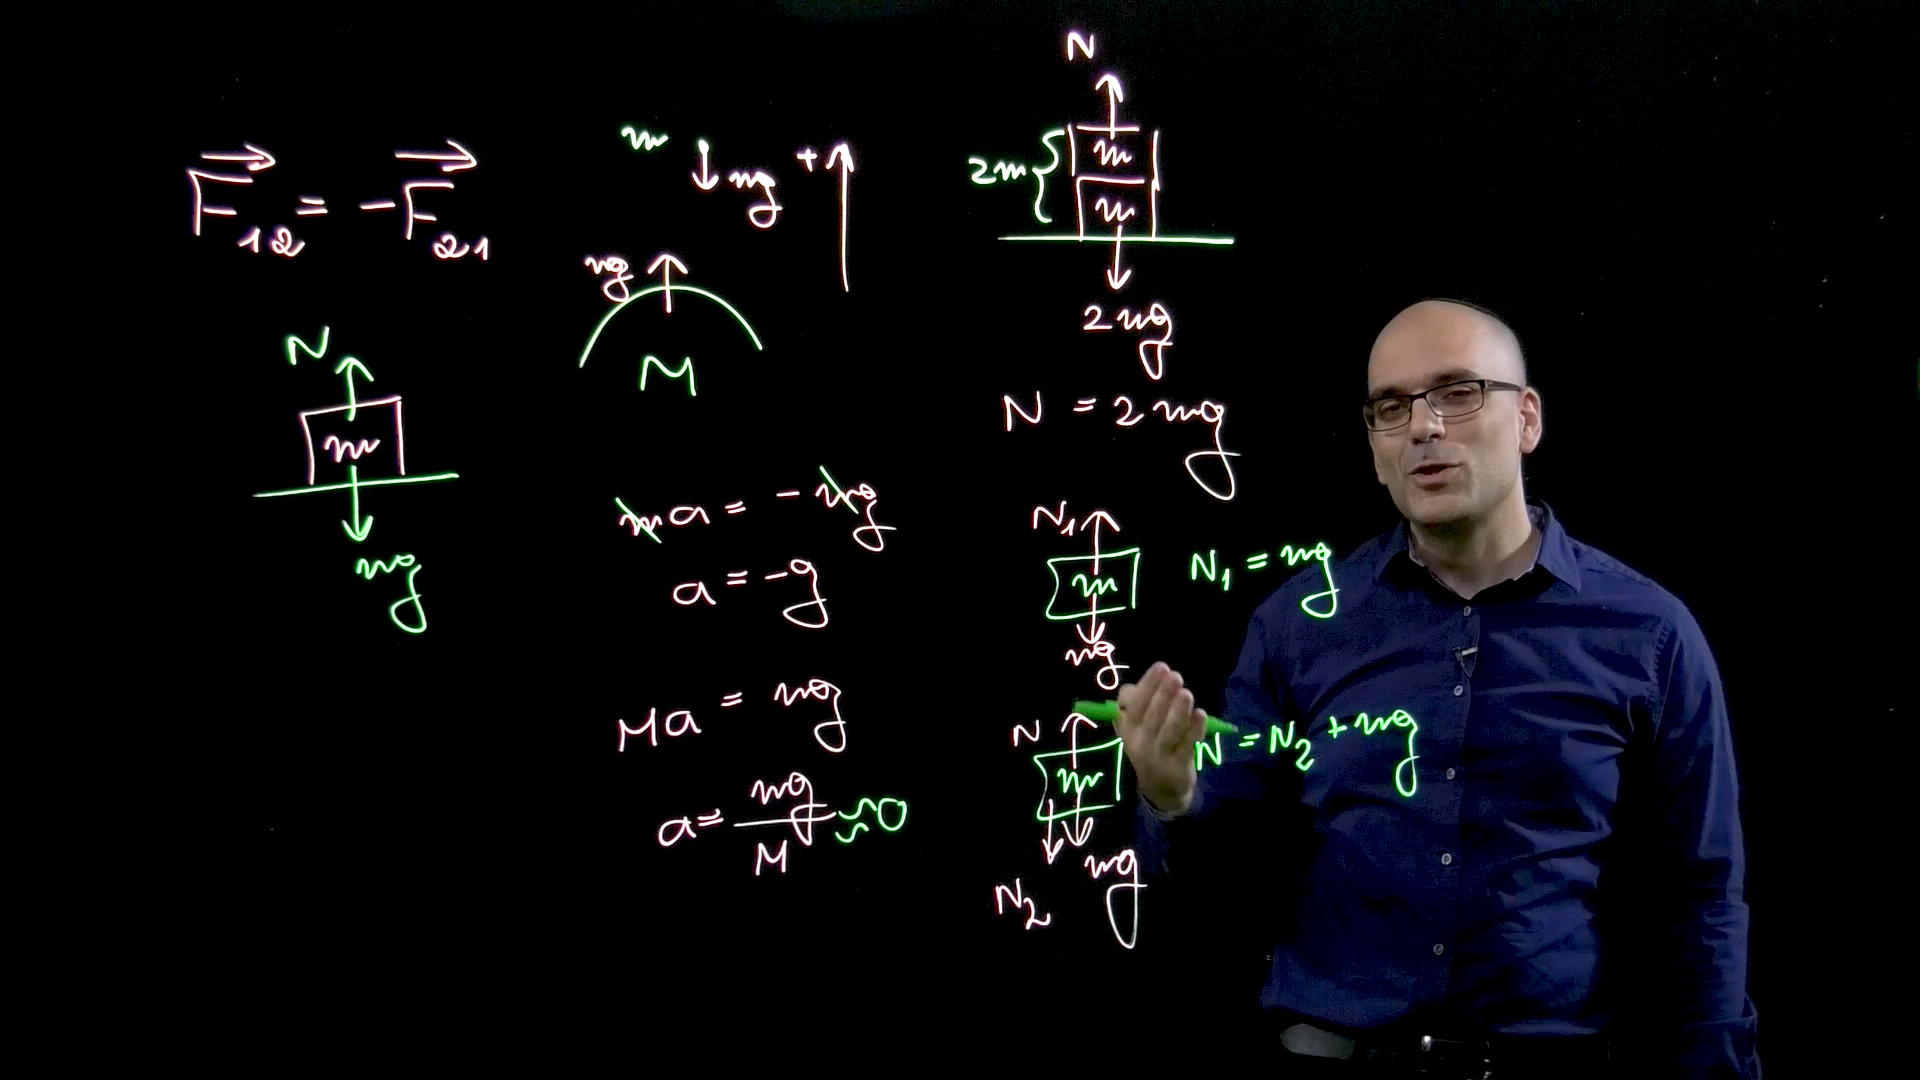 F₁₂ = -F₂₁
N
m
mg
m
mg
+
mg
M
ma = -mg
a = -g
Ma = mg
a = mg/M ≈ 0
N
2m
m
m
2mg
N = 2mg
N₁
m
mg
N₁ = mg
N
m
N₂
mg
N = N₂ + mg